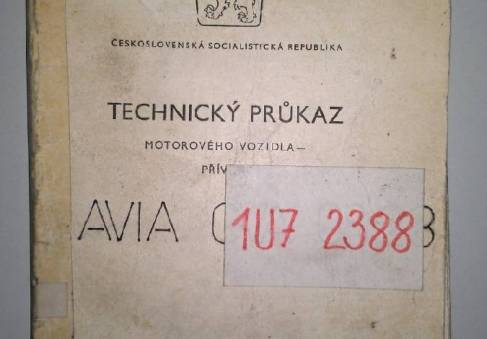 ČESKOSLOVENSKÁ SOCIALISTICKÁ REPUBLIKA
TECHNICKÝ PRŮKAZ
MOTOROVÉHO VOZIDLA—
AVIA
1U7 2388